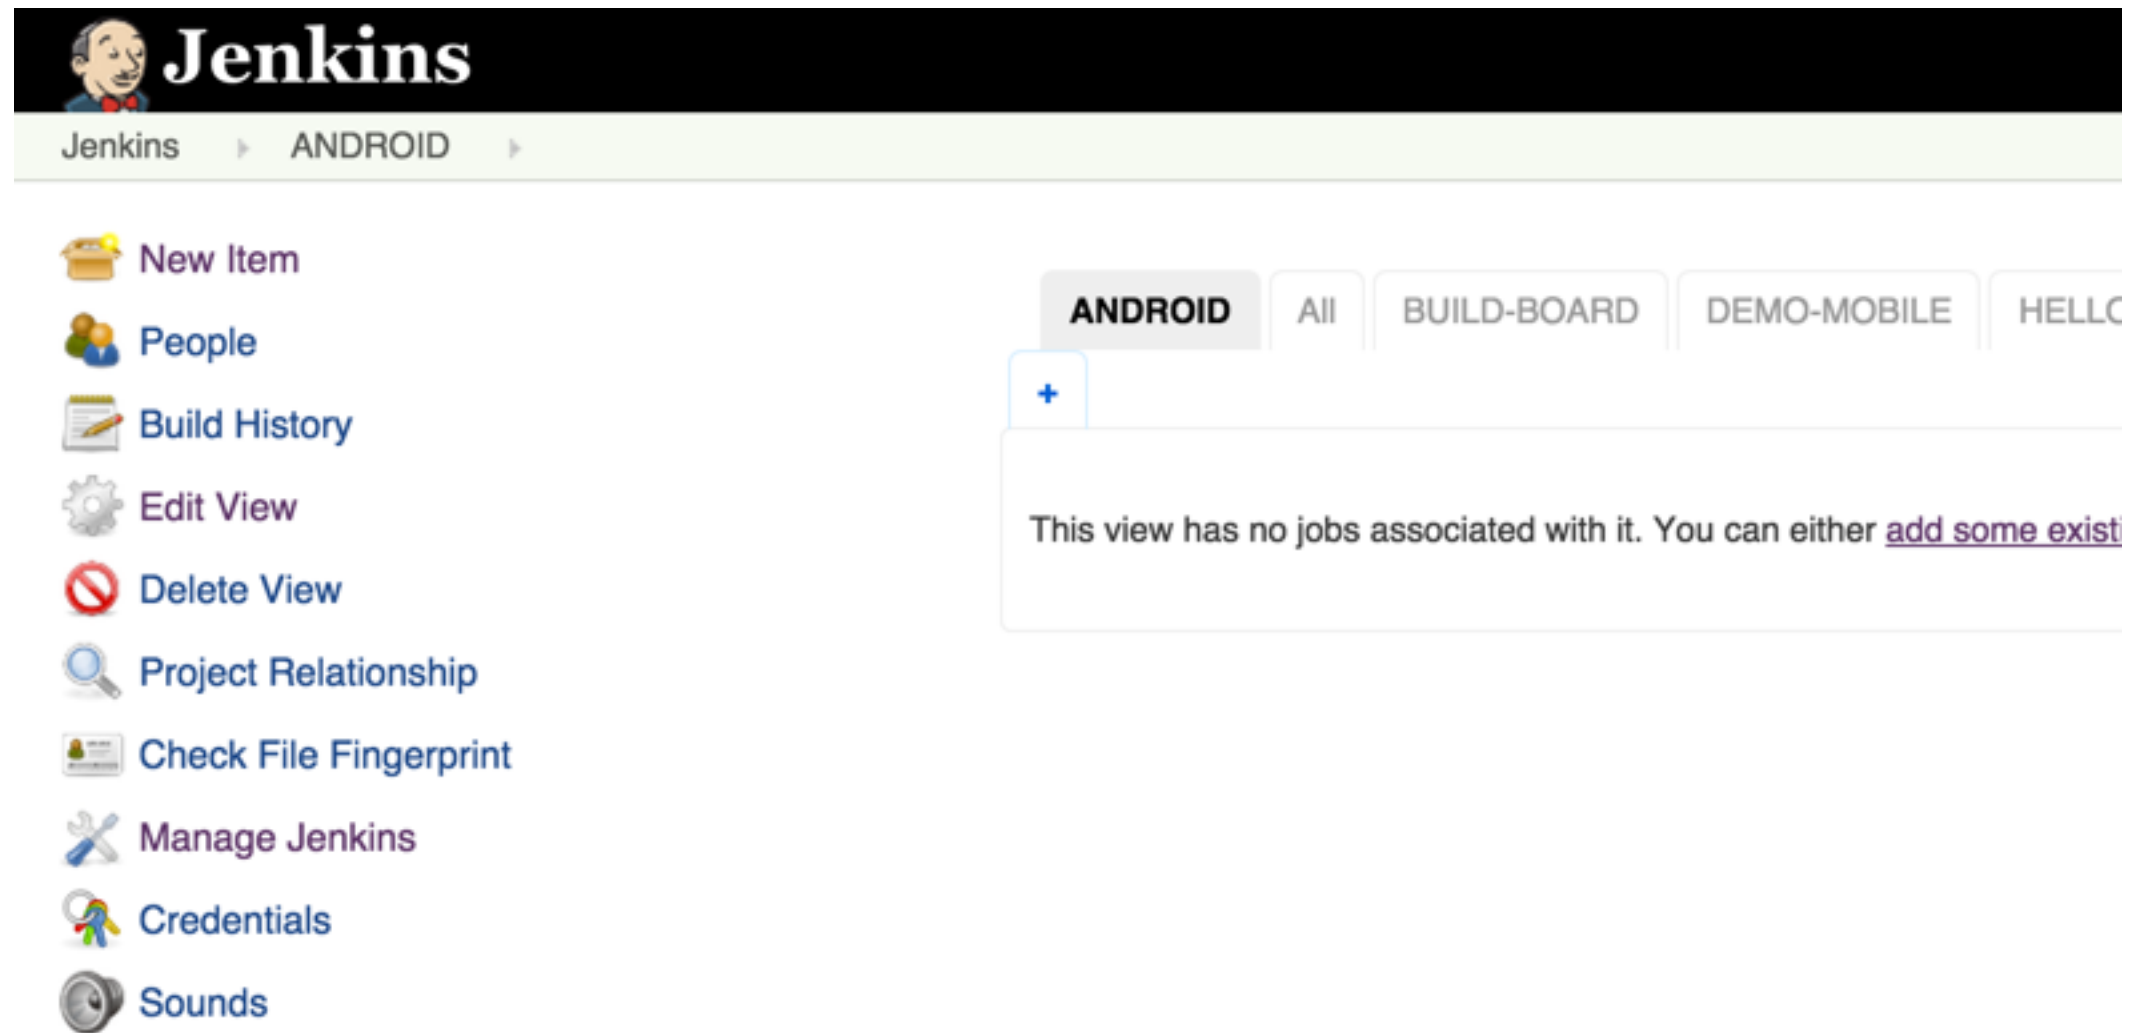 Jenkins
Jenkins ANDROID
New Item
People
Build History
Edit View
Delete View
Project Relationship
Check File Fingerprint
Manage Jenkins
Credentials
Sounds
ANDROID All BUILD-BOARD DEMO-MOBILE
+
This view has no jobs associated with it. You can either add some